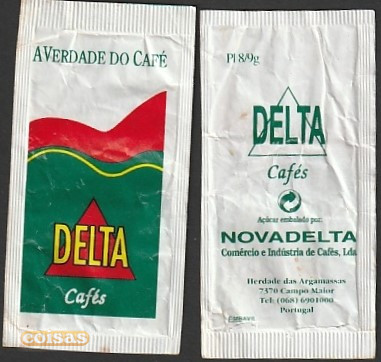 A VERDADE DO CAFÉ
DELTA
Cafés
coisas
Pl 8/9g
DELTA
Cafés
Açúcar embalado por:
NOVADELTA
Comércio e Indústria de Cafés, Lda
Herdade das Argamassas
7370 Campo Maior
Tel: (068) 6901000
Portugal